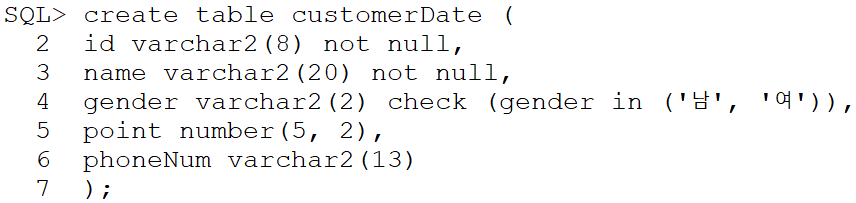 SQL> create table customerDate (
  2  id varchar2(8) not null,
  3  name varchar2(20) not null,
  4  gender varchar2(2) check (gender in ('남', '여')),
  5  point number(5, 2),
  6  phoneNum varchar2(13)
  7  );